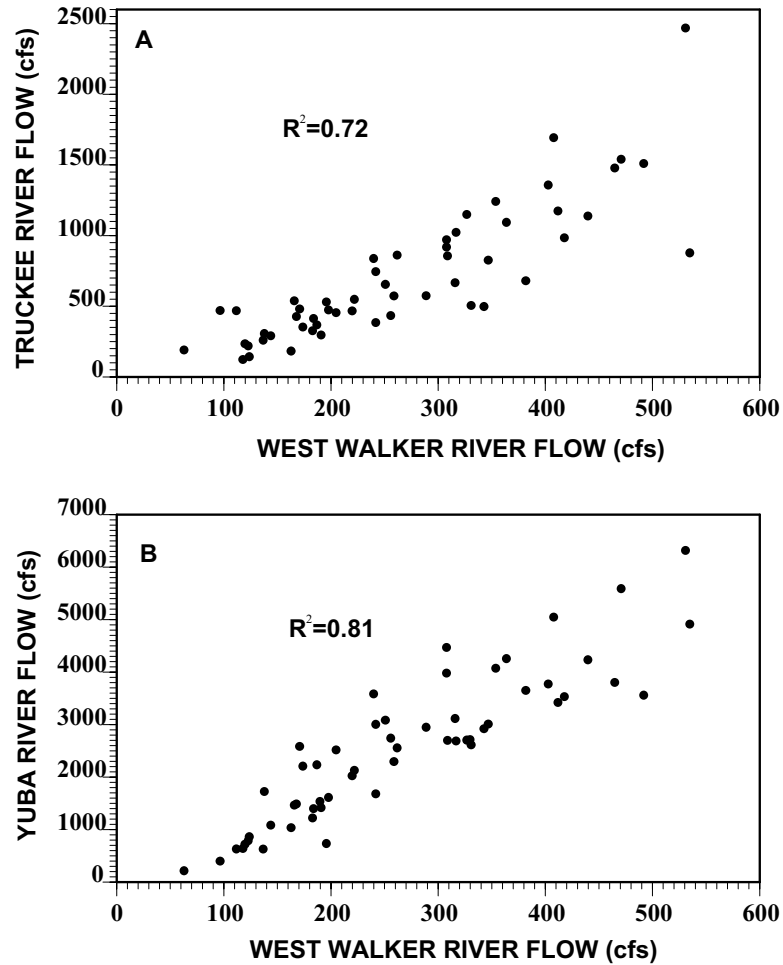 A
R²=0.72
TRUCKEE RIVER FLOW (cfs)
2500
2000
1500
1000
500
0
0 100 200 300 400 500 600
WEST WALKER RIVER FLOW (cfs)
B
R²=0.81
YUBA RIVER FLOW (cfs)
7000
6000
5000
4000
3000
2000
1000
0
0 100 200 300 400 500 600
WEST WALKER RIVER FLOW (cfs)